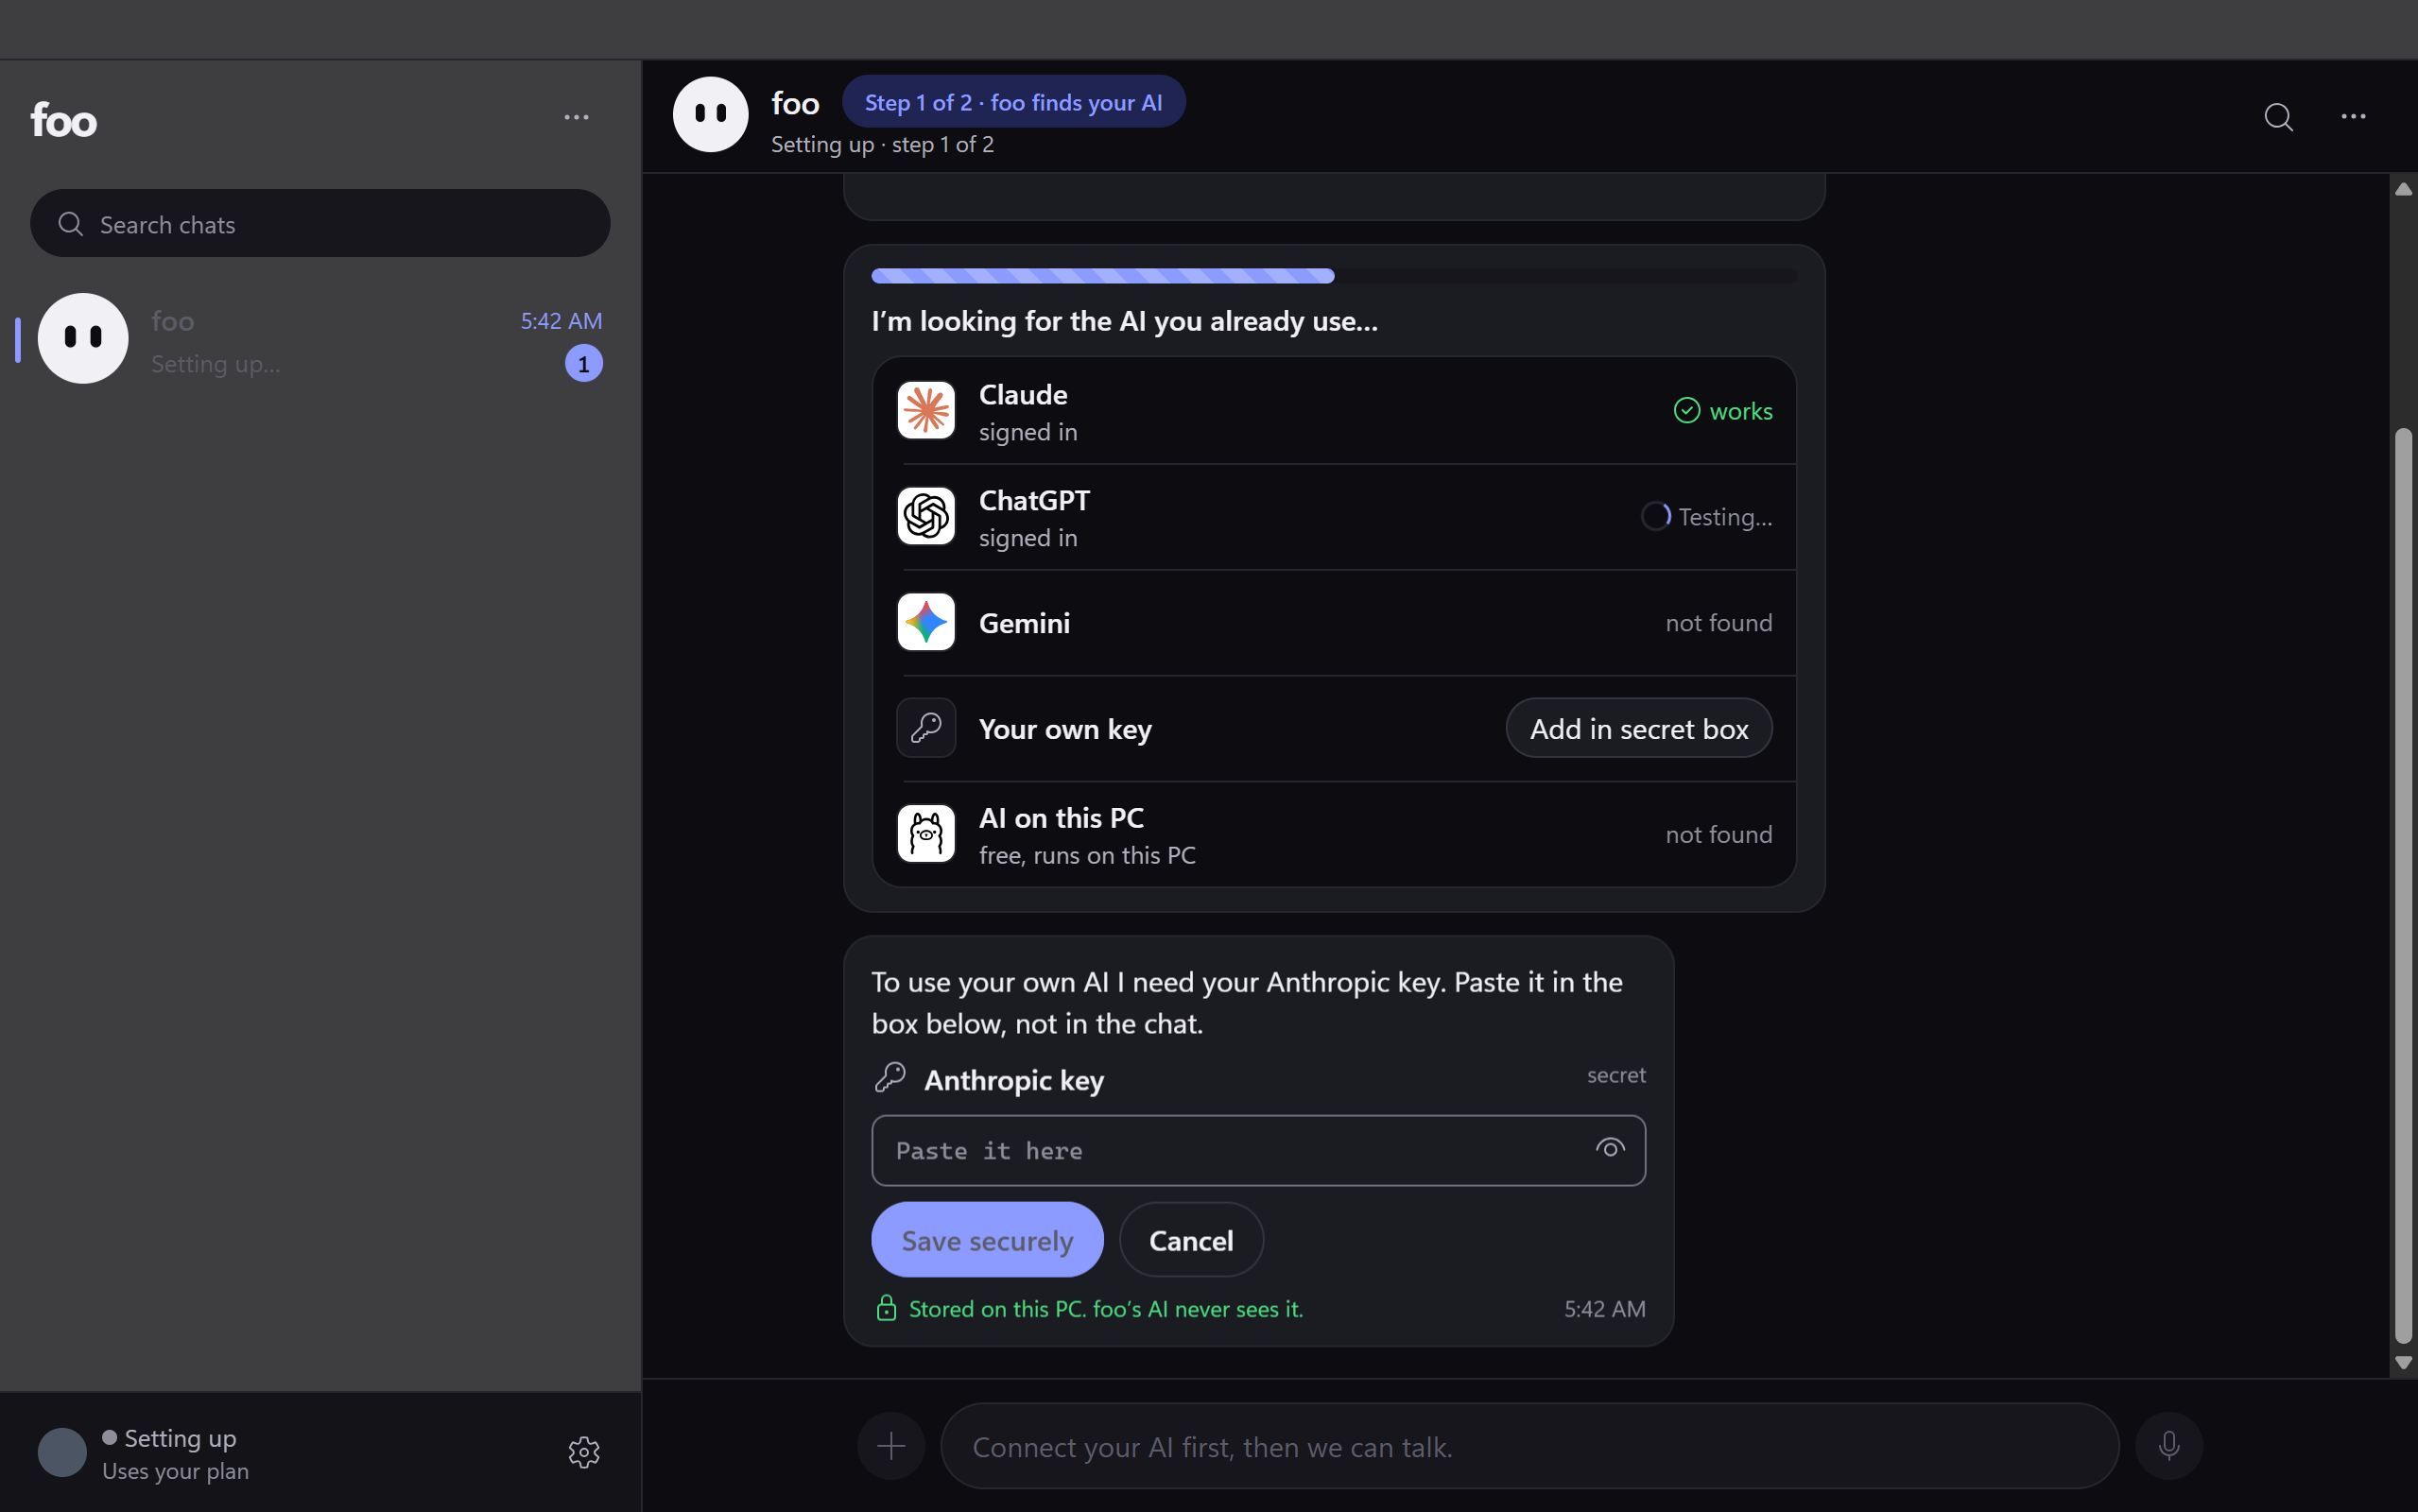 foo
Search chats
foo
5:42 AM
Setting up...
1
Setting up
Uses your plan
foo
Step 1 of 2 · foo finds your AI
Setting up · step 1 of 2
I’m looking for the AI you already use...
Claude
signed in
works
ChatGPT
signed in
Testing...
Gemini
not found
Your own key
Add in secret box
AI on this PC
free, runs on this PC
not found
To use your own AI I need your Anthropic key. Paste it in the
box below, not in the chat.
Anthropic key
secret
Paste it here
Save securely
Cancel
Stored on this PC. foo’s AI never sees it.
5:42 AM
Connect your AI first, then we can talk.